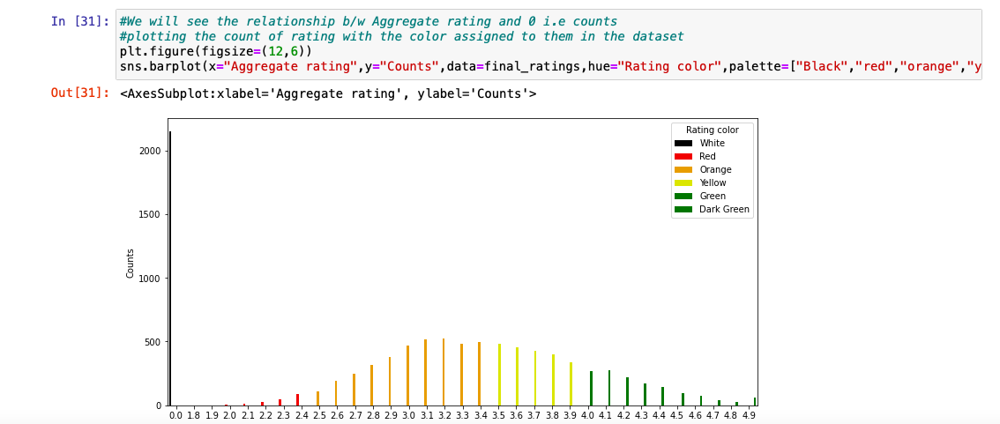 In [31]: #We will see the relationship b/w Aggregate rating and 0 i.e counts
#plotting the count of rating with the color assigned to them in the dataset
plt.figure(figsize=(12,6))
sns.barplot(x="Aggregate rating",y="Counts",data=final_ratings,hue="Rating color",palette=["Black","red","orange","y
Out[31]: <AxesSubplot:xlabel='Aggregate rating', ylabel='Counts'>
Rating color
White
Red
Orange
Yellow
Green
Dark Green
2000
1500
1000
500
0
Counts
0.0 1.8 1.9 2.0 2.1 2.2 2.3 2.4 2.5 2.6 2.7 2.8 2.9 3.0 3.1 3.2 3.3 3.4 3.5 3.6 3.7 3.8 3.9 4.0 4.1 4.2 4.3 4.4 4.5 4.6 4.7 4.8 4.9